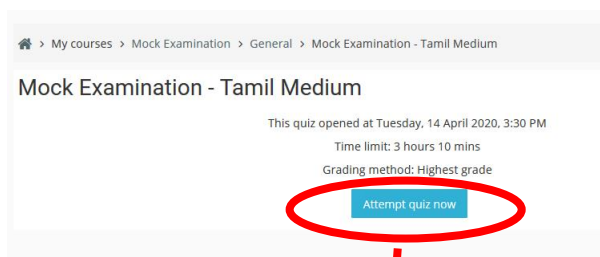 > My courses > Mock Examination > General > Mock Examination - Tamil Medium
Mock Examination - Tamil Medium
This quiz opened at Tuesday, 14 April 2020, 3:30 PM
Time limit: 3 hours 10 mins
Grading method: Highest grade
Attempt quiz now